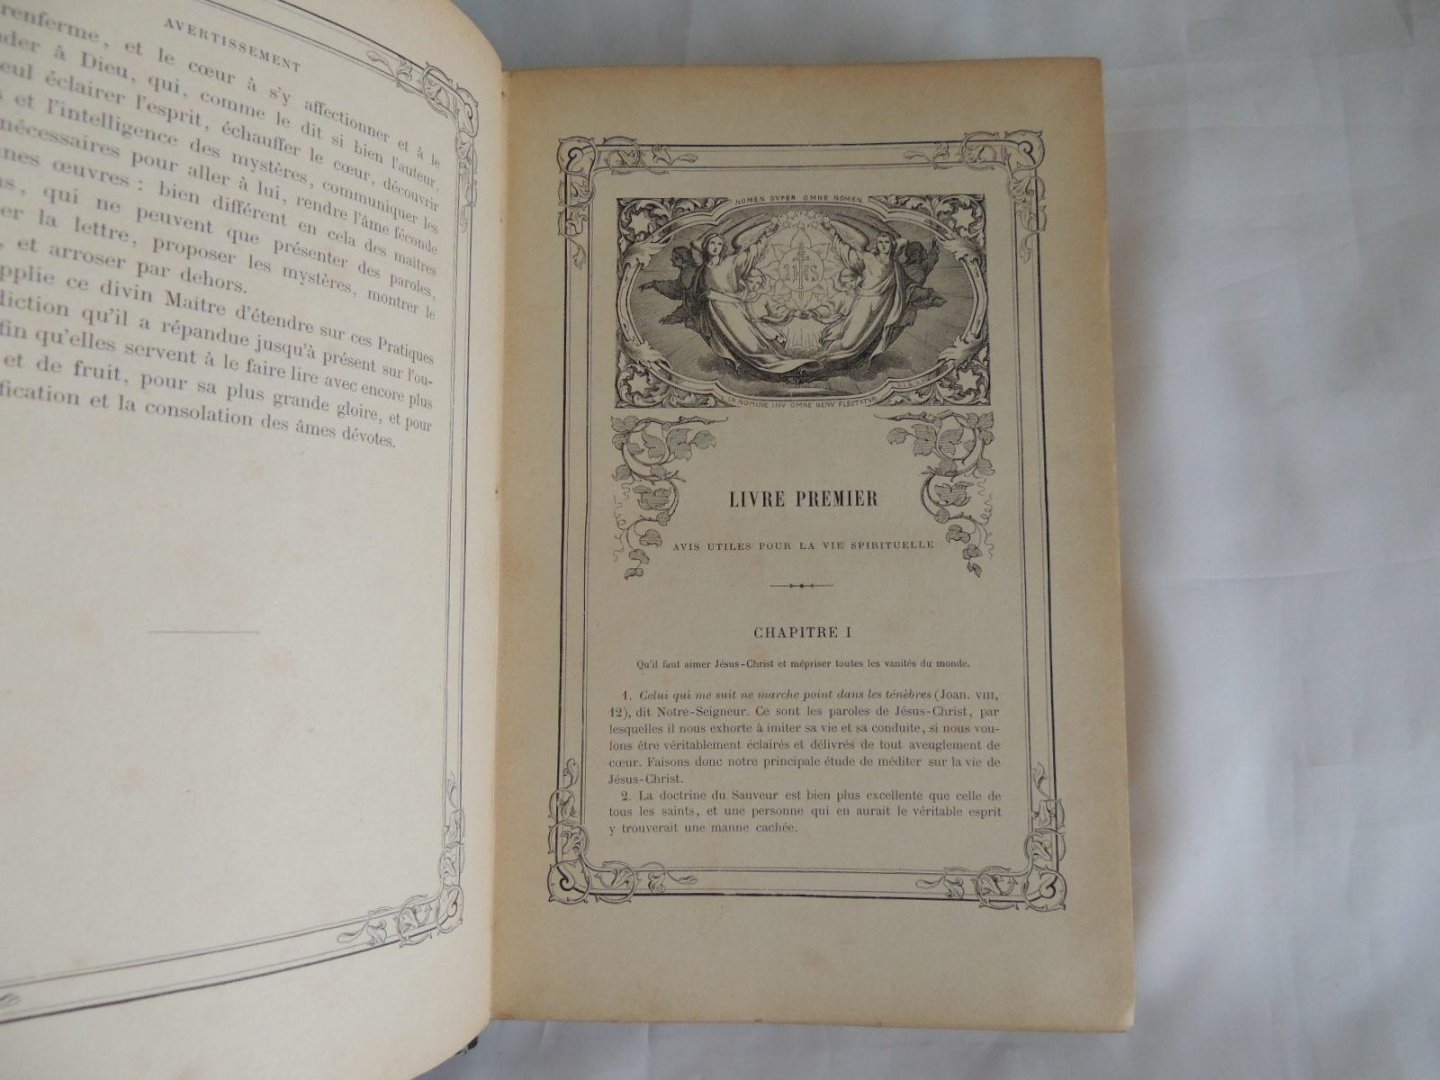 AVERTISSEMENT
renferme, et le cœur à s'y affectionner et à le
à Dieu, qui, comme le dit si bien l'auteur,
éclairer l'esprit, échauffer le cœur, découvrir
et l'intelligence des mystères, communiquer les
nécessaires pour aller à lui, rendre l'âme féconde
œuvres : bien différent en cela des maîtres
qui ne peuvent que présenter des paroles,
la lettre, proposer les mystères, montrer le
et arroser par dehors.
ce divin Maître d'étendre sur ces Pratiques
qu'il a répandue jusqu'à présent sur l'ou-
qu'elles servent à le faire lire avec encore plus
et de fruit, pour sa plus grande gloire, et pour
et la consolation des âmes dévotes.
NOMEN SVPER OMNE NOMEN
IHS
IN NOMINE IHV OMNE GENV FLECTATVR
LIVRE PREMIER
AVIS UTILES POUR LA VIE SPIRITUELLE
CHAPITRE I
Qu'il faut aimer Jésus-Christ et mépriser toutes les vanités du monde.
1. Celui qui me suit ne marche point dans les ténèbres (Joan. VIII,
12), dit Notre-Seigneur. Ce sont les paroles de Jésus-Christ, par
lesquelles il nous exhorte à imiter sa vie et sa conduite, si nous vou-
lons être véritablement éclairés et délivrés de tout aveuglement de
cœur. Faisons donc notre principale étude de méditer sur la vie de
Jésus-Christ.
2. La doctrine du Sauveur est bien plus excellente que celle de
tous les saints, et une personne qui en aurait le véritable esprit
y trouverait une manne cachée.